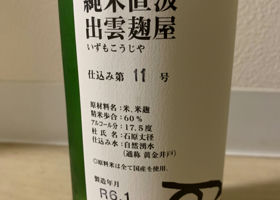 純米直汲
出雲麹屋
いずもこうじや
仕込み第 11 号
原材料名：米、米麹
精米歩合：60%
アルコール分：17.5度
杜氏名：石原丈径
仕込み水：自然湧水
(通称 黄金井戸)
◎原料米は全て国産を使用。
製造年月
R6.1